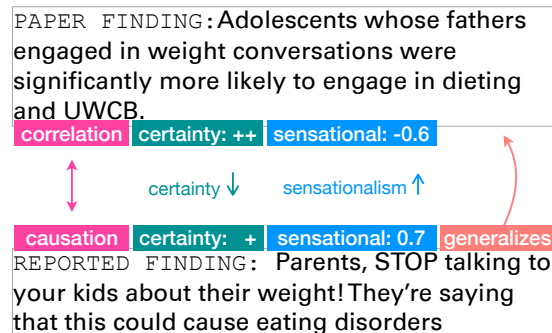 PAPER FINDING: Adolescents whose fathers
engaged in weight conversations were
significantly more likely to engage in dieting
and UWCB.
correlation certainty: ++ sensational: -0.6
certainty ↓ sensationalism ↑
causation certainty: + sensational: 0.7 generalizes
REPORTED FINDING: Parents, STOP talking to
your kids about their weight! They're saying
that this could cause eating disorders